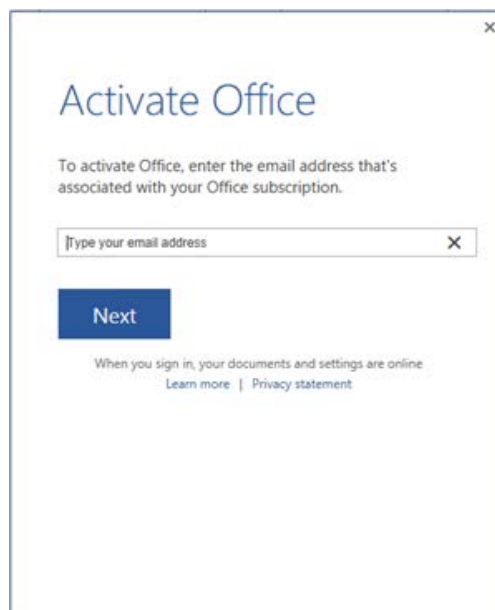 Activate Office
To activate Office, enter the email address that's
associated with your Office subscription.
Type your email address
Next
When you sign in, your documents and settings are online
Learn more | Privacy statement